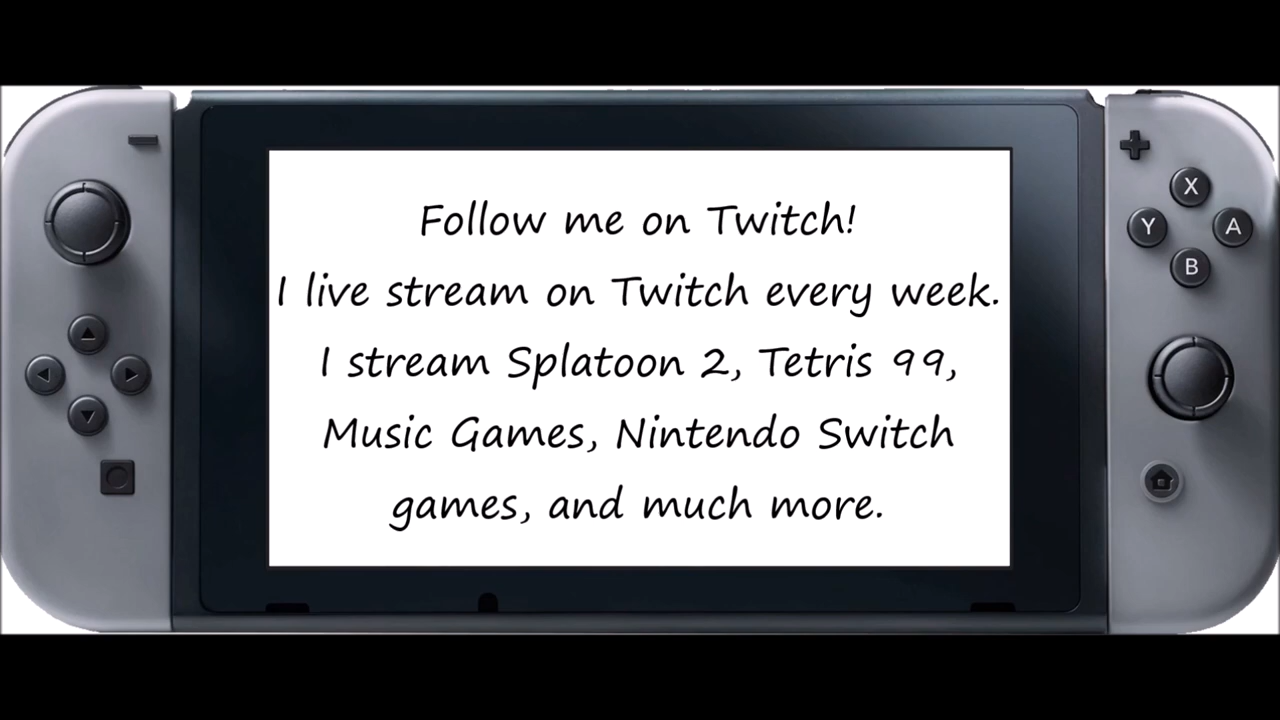 Follow me on Twitch!
I live stream on Twitch every week.
I stream Splatoon 2, Tetris 99,
Music Games, Nintendo Switch
games, and much more.
X
Y A
B